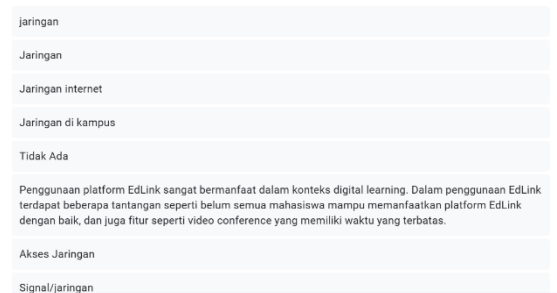 jaringan
Jaringan
Jaringan internet
Jaringan di kampus
Tidak Ada
Penggunaan platform EdLink sangat bermanfaat dalam konteks digital learning. Dalam penggunaan EdLink
terdapat beberapa tantangan seperti belum semua mahasiswa mampu memanfaatkan platform EdLink
dengan baik, dan juga fitur seperti video conference yang memiliki waktu yang terbatas.
Akses Jaringan
Signal/jaringan